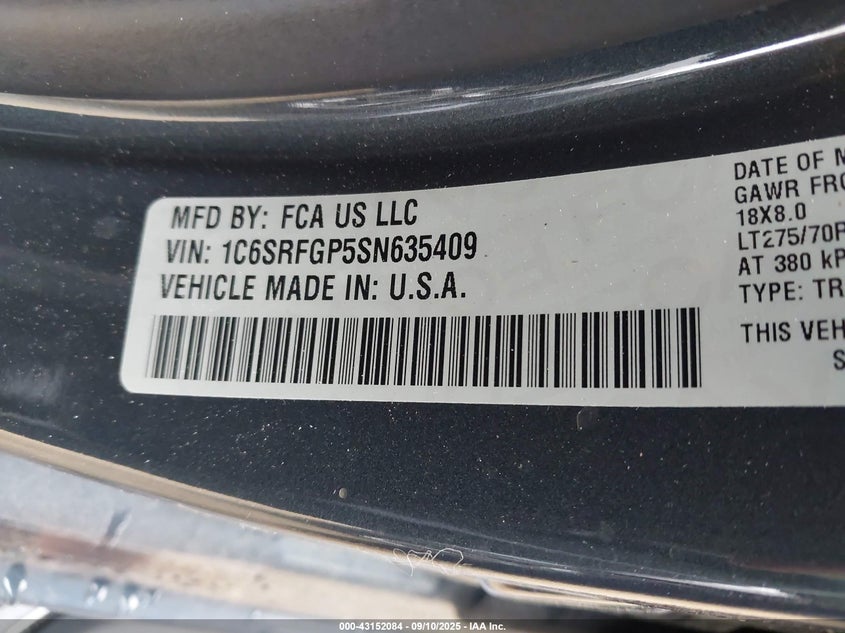 MFD BY: FCA US LLC
VIN: 1C6SRFGP5SN635409
VEHICLE MADE IN: U.S.A.
DATE OF M
GAWR FRO
18X8.0
LT275/70R
AT 380 kP
TYPE: TR
THIS VEH
S
000-43152084 - 09/10/2025 - IAA Inc.